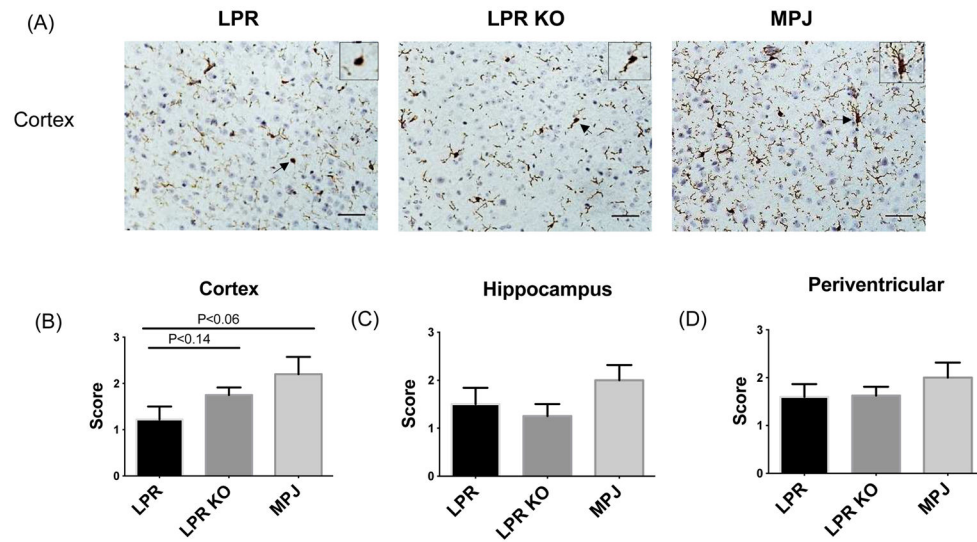 (A)
LPR
LPR KO
MPJ
Cortex
(B)
Cortex
P<0.06
P<0.14
Score
3
2
1
0
LPR
LPR KO
MPJ
(C)
Hippocampus
Score
3
2
1
0
LPR
LPR KO
MPJ
(D)
Periventricular
Score
3
2
1
0
LPR
LPR KO
MPJ